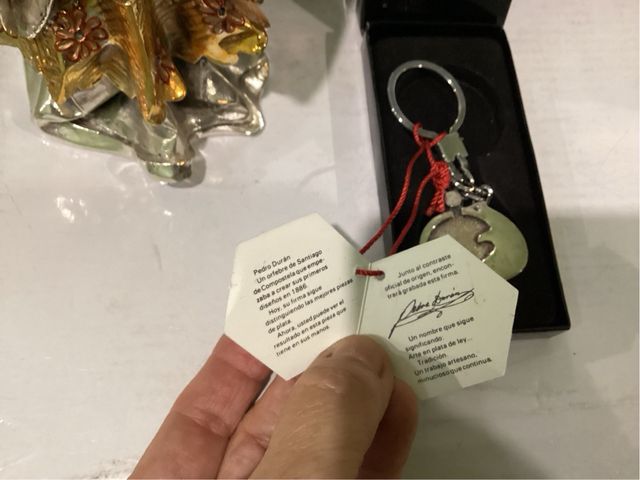 Pedro Durán
Un orfebre de Santiago
de Compostela que empe-
zaba a crear sus primeros
diseños en 1886.
Hoy, su firma sigue
distinguiendo las mejores piezas
de plata.
Ahora, usted puede ver el
resultado en esta pieza que
tiene en sus manos.
Junto al contraste
oficial de origen, encon-
trará grabada esta firma.
Pedro Durán
Un nombre que sigue
significando.
Arte en plata de ley...
Tradición.
Un trabajo artesano,
minucioso que continua.